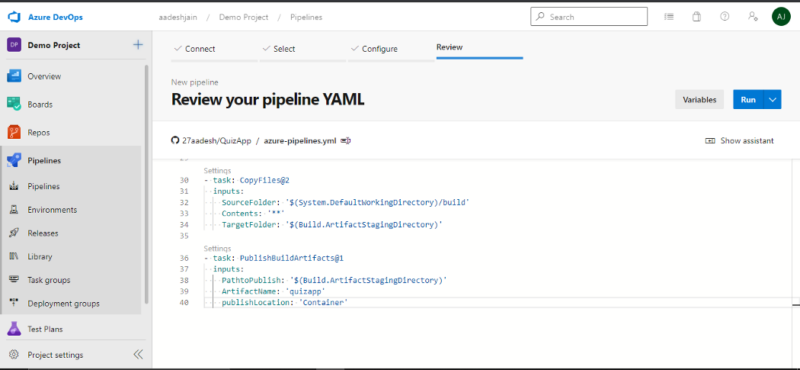 Azure DevOps
aadeshjain / Demo Project / Pipelines
Search
AJ
DP Demo Project +
Overview
Boards
Repos
Pipelines
Pipelines
Environments
Releases
Library
Task groups
Deployment groups
Test Plans
Project settings
Connect
Select
Configure
Review
New pipeline
Review your pipeline YAML
Variables
Run
27aadesh/QuizApp / azure-pipelines.yml
Show assistant
Settings
30 - task: CopyFiles@2
31 inputs:
32 SourceFolder: '$(System.DefaultWorkingDirectory)/build'
33 Contents: '**'
34 TargetFolder: '$(Build.ArtifactStagingDirectory)'
35
Settings
36 - task: PublishBuildArtifacts@1
37 inputs:
38 PathtoPublish: '$(Build.ArtifactStagingDirectory)'
39 ArtifactName: 'quizapp'
40 publishLocation: 'Container'